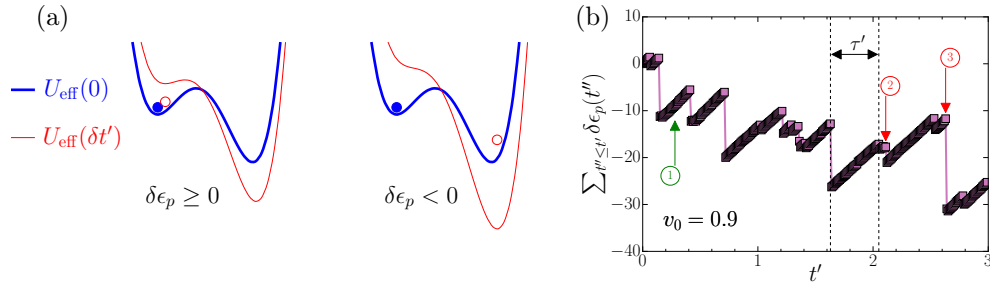 (a)
U_eff(0)
U_eff(δt′)
δϵ_p ≥ 0
δϵ_p < 0
(b)
∑_{t″≤t′} δϵ_p(t″)
10
0
−10
−20
−30
−40
τ′
1
2
3
v_0 = 0.9
0 1 2 3
t′